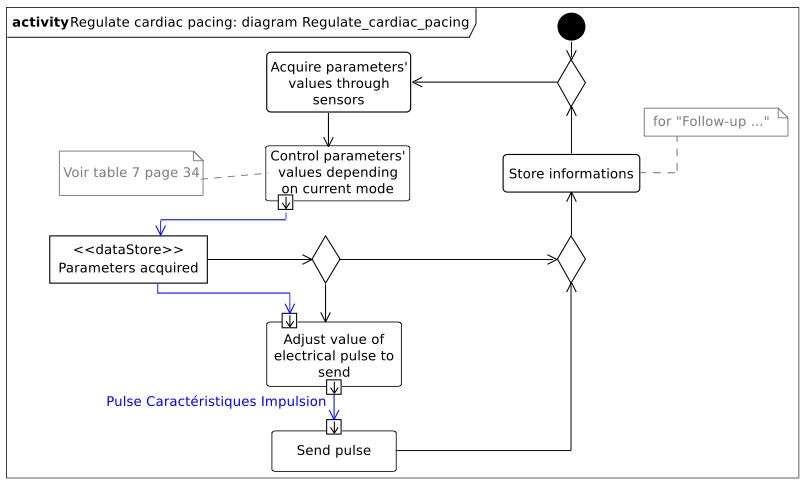 activity Regulate cardiac pacing: diagram Regulate_cardiac_pacing
Acquire parameters'
values through
sensors
for "Follow-up ..."
Control parameters'
values depending
on current mode
Voir table 7 page 34
Store informations
<<dataStore>>
Parameters acquired
Adjust value of
electrical pulse to
send
Pulse Caractéristiques Impulsion
Send pulse